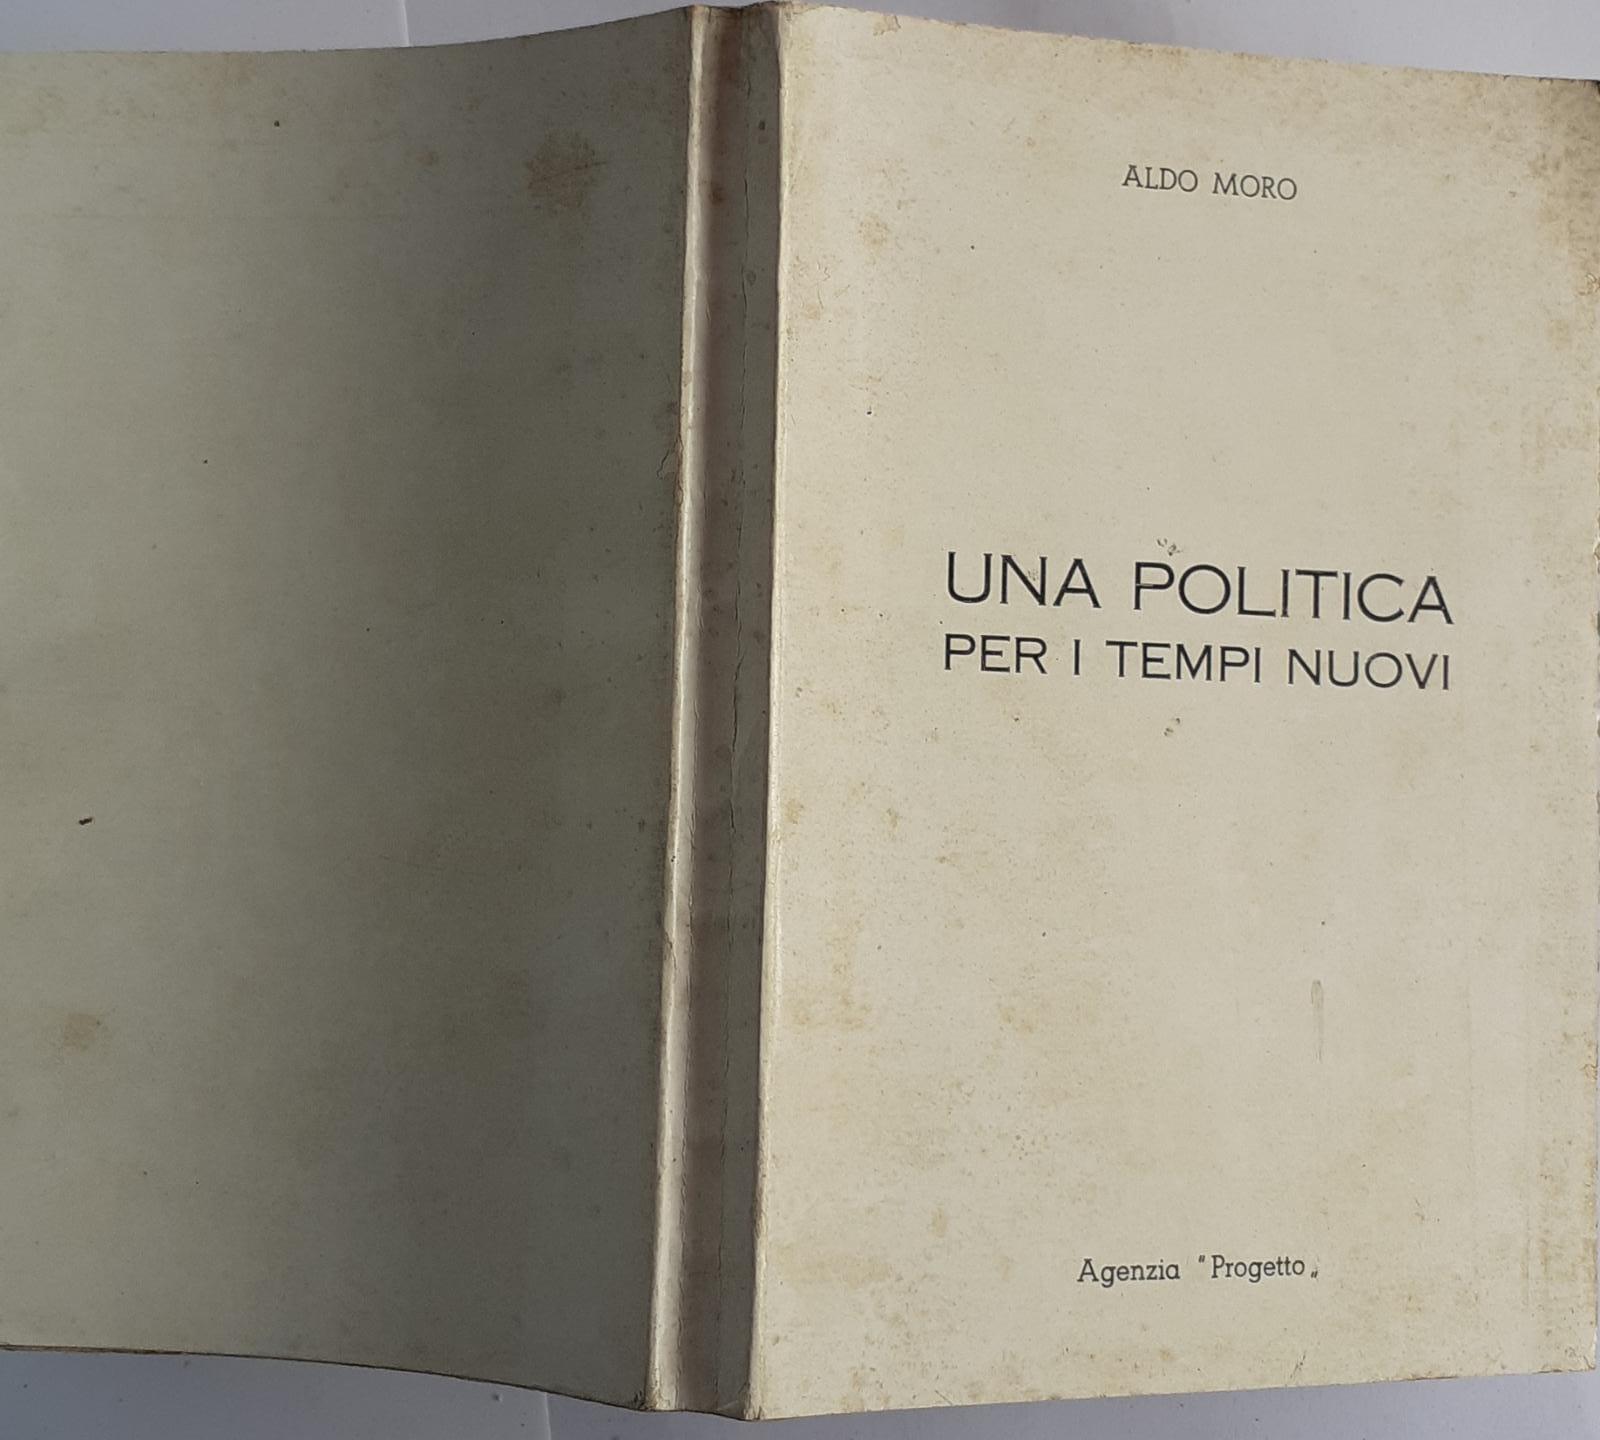 ALDO MORO
UNA POLITICA
PER I TEMPI NUOVI
Agenzia "Progetto„